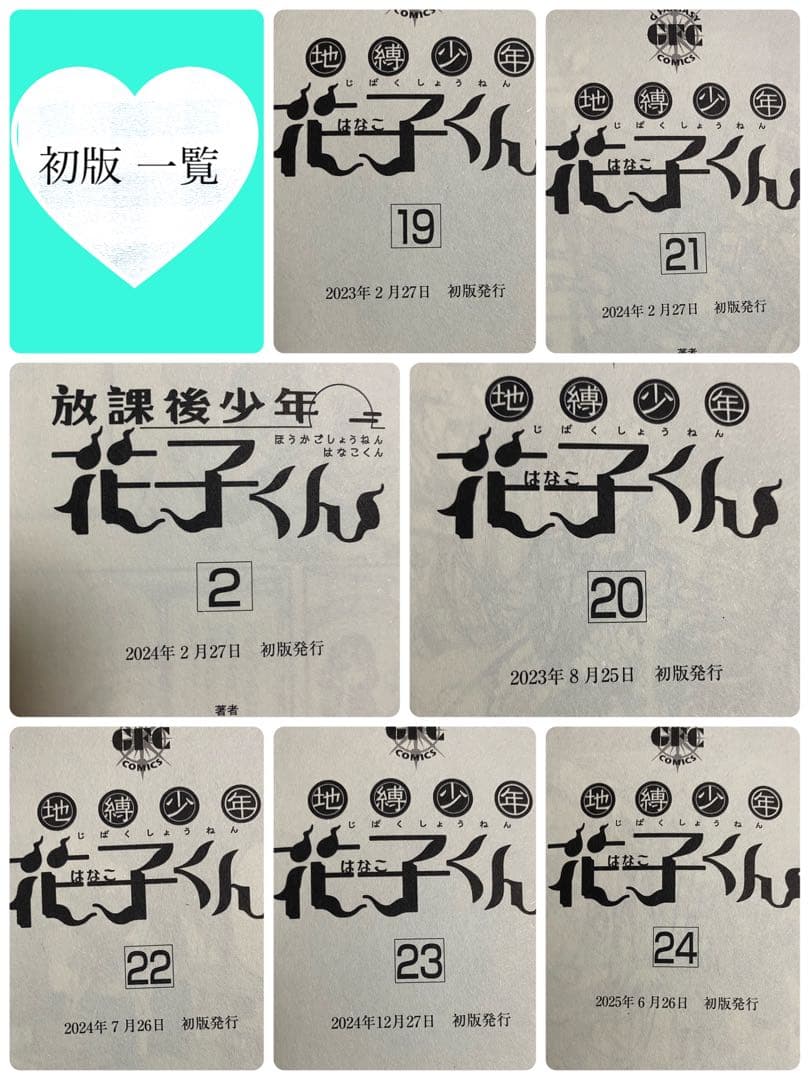 初版 一覧
COMICS
地縛少年
じばくしょうねん
花子くん
はなこ
19
2023年2月27日 初版発行
G FANTASY
GFC
COMICS
地縛少年
じばくしょうねん
花子くん
はなこ
21
2024年2月27日 初版発行
著者
放課後少年
ほうかごしょうねん
はなこくん
花子くん
2
2024年2月27日 初版発行
著者
地縛少年
じばくしょうねん
花子くん
はなこ
20
2023年8月25日 初版発行
GFC
COMICS
地縛少年
じばくしょうねん
花子くん
はなこ
22
2024年7月26日 初版発行
GFC
COMICS
地縛少年
じばくしょうねん
花子くん
はなこ
23
2024年12月27日 初版発行
GFC
COMICS
地縛少年
じばくしょうねん
花子くん
はなこ
24
2025年6月26日 初版発行